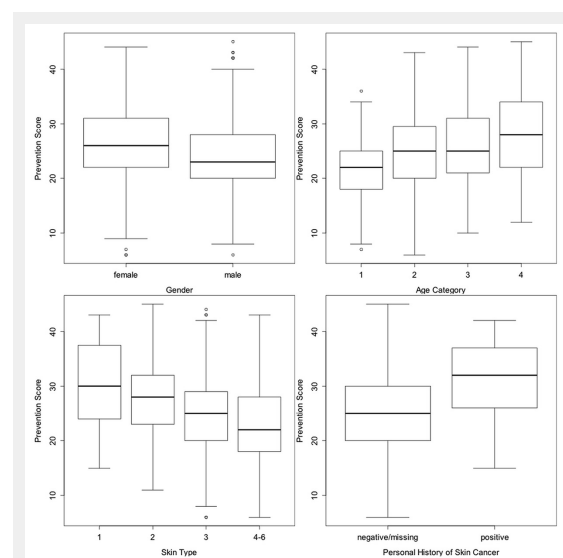 Prevention Score
40
30
20
10
female male
Gender
Prevention Score
40
30
20
10
1 2 3 4
Age Category
Prevention Score
40
30
20
10
1 2 3 4-6
Skin Type
Prevention Score
40
30
20
10
negative/missing positive
Personal History of Skin Cancer